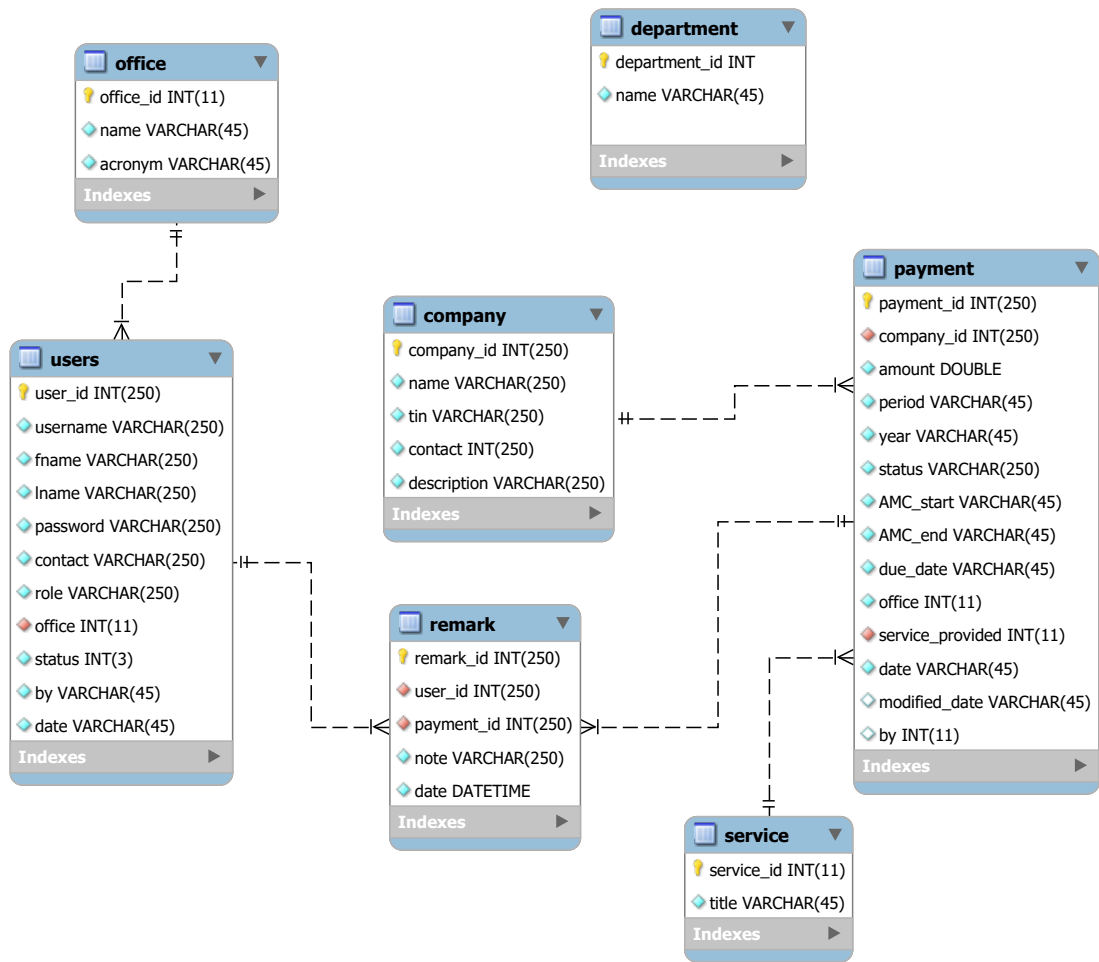 office
office_id INT(11)
name VARCHAR(45)
acronym VARCHAR(45)
Indexes
department
department_id INT
name VARCHAR(45)
Indexes
users
user_id INT(250)
username VARCHAR(250)
fname VARCHAR(250)
lname VARCHAR(250)
password VARCHAR(250)
contact VARCHAR(250)
role VARCHAR(250)
office INT(11)
status INT(3)
by VARCHAR(45)
date VARCHAR(45)
Indexes
company
company_id INT(250)
name VARCHAR(250)
tin VARCHAR(250)
contact INT(250)
description VARCHAR(250)
Indexes
payment
payment_id INT(250)
company_id INT(250)
amount DOUBLE
period VARCHAR(45)
year VARCHAR(45)
status VARCHAR(250)
AMC_start VARCHAR(45)
AMC_end VARCHAR(45)
due_date VARCHAR(45)
office INT(11)
service_provided INT(11)
date VARCHAR(45)
modified_date VARCHAR(45)
by INT(11)
Indexes
remark
remark_id INT(250)
user_id INT(250)
payment_id INT(250)
note VARCHAR(250)
date DATETIME
Indexes
service
service_id INT(11)
title VARCHAR(45)
Indexes